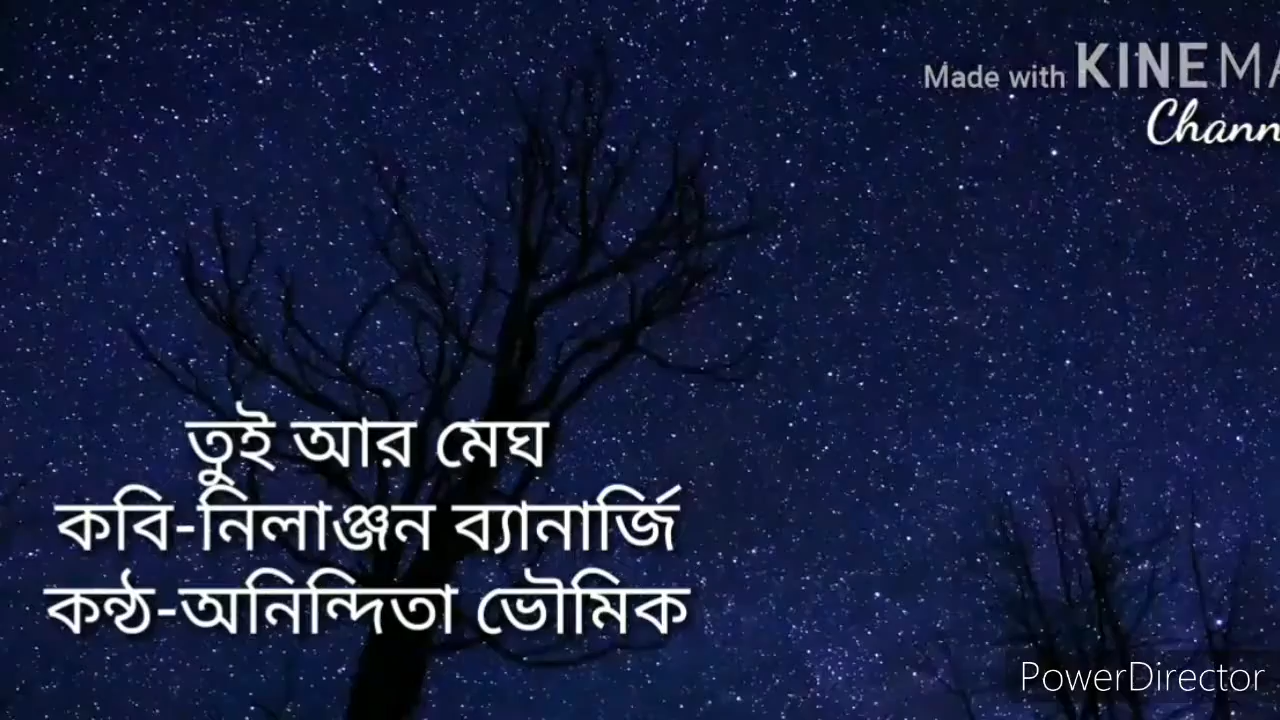 Made with KINEMA
Chann
তুই আর মেঘ
কবি-নিলাঞ্জন ব্যানার্জি
কন্ঠ-অনিন্দিতা ভৌমিক
PowerDirector